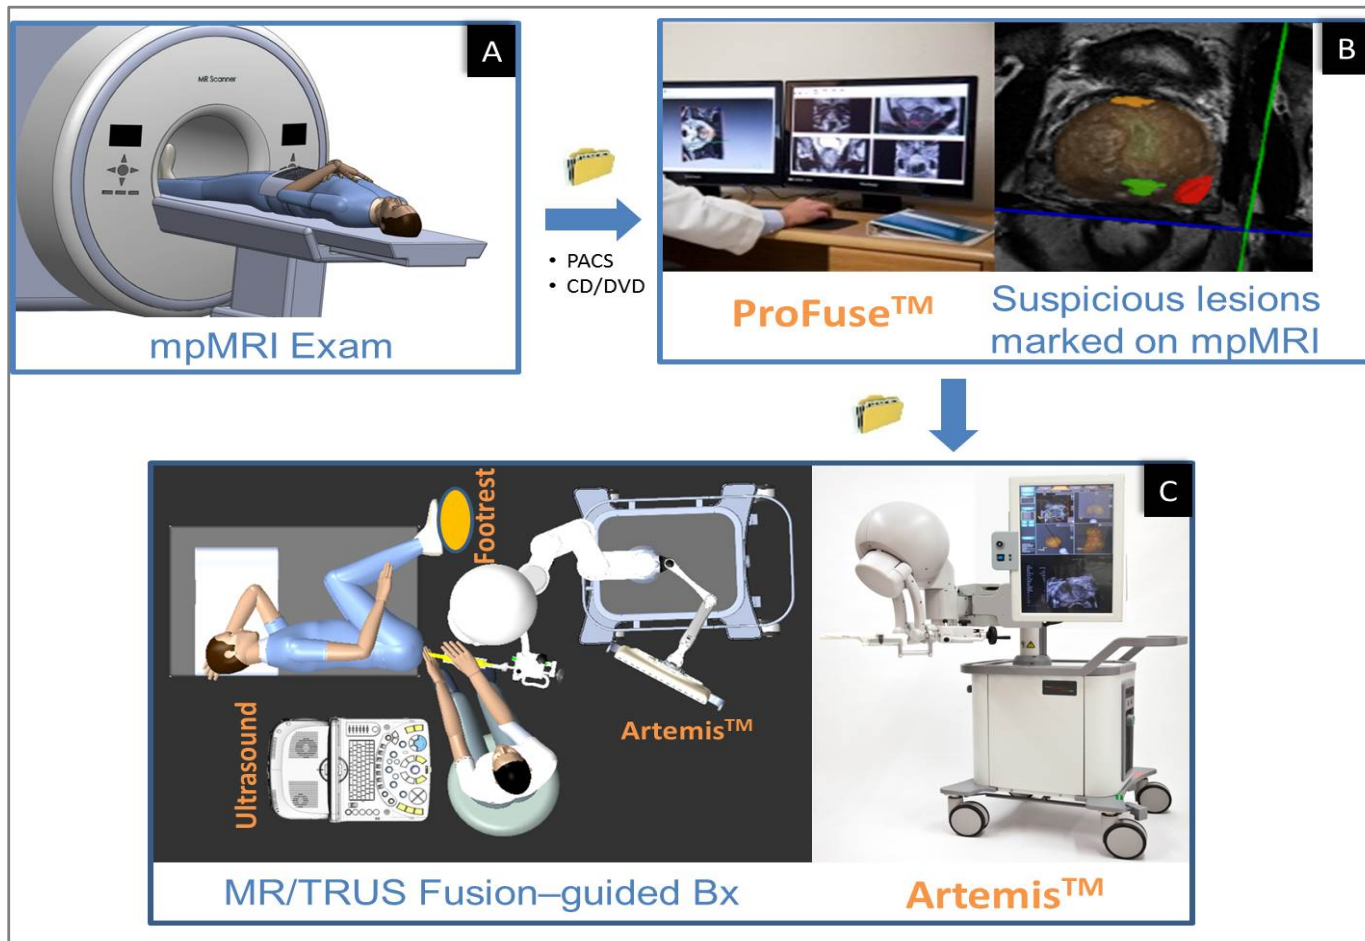 A
MR Scanner
mpMRI Exam
• PACS
• CD/DVD
B
ProFuse™
Suspicious lesions
marked on mpMRI
C
Footrest
Ultrasound
Artemis™
MR/TRUS Fusion–guided Bx
Artemis™